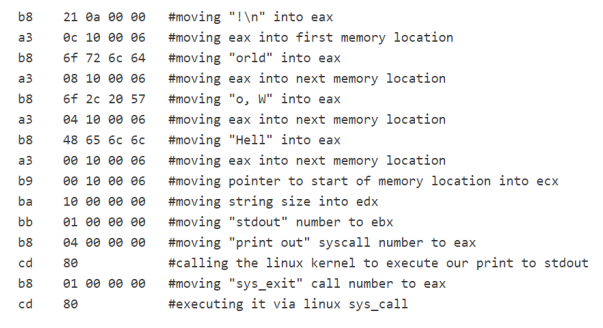 b8 21 0a 00 00 #moving "!\n" into eax
a3 0c 10 00 06 #moving eax into first memory location
b8 6f 72 6c 64 #moving "orld" into eax
a3 08 10 00 06 #moving eax into next memory location
b8 6f 2c 20 57 #moving "o, W" into eax
a3 04 10 00 06 #moving eax into next memory location
b8 48 65 6c 6c #moving "Hell" into eax
a3 00 10 00 06 #moving eax into next memory location
b9 00 10 00 06 #moving pointer to start of memory location into ecx
ba 10 00 00 00 #moving string size into edx
bb 01 00 00 00 #moving "stdout" number to ebx
b8 04 00 00 00 #moving "print out" syscall number to eax
cd 80 #calling the linux kernel to execute our print to stdout
b8 01 00 00 00 #moving "sys_exit" call number to eax
cd 80 #executing it via linux sys_call